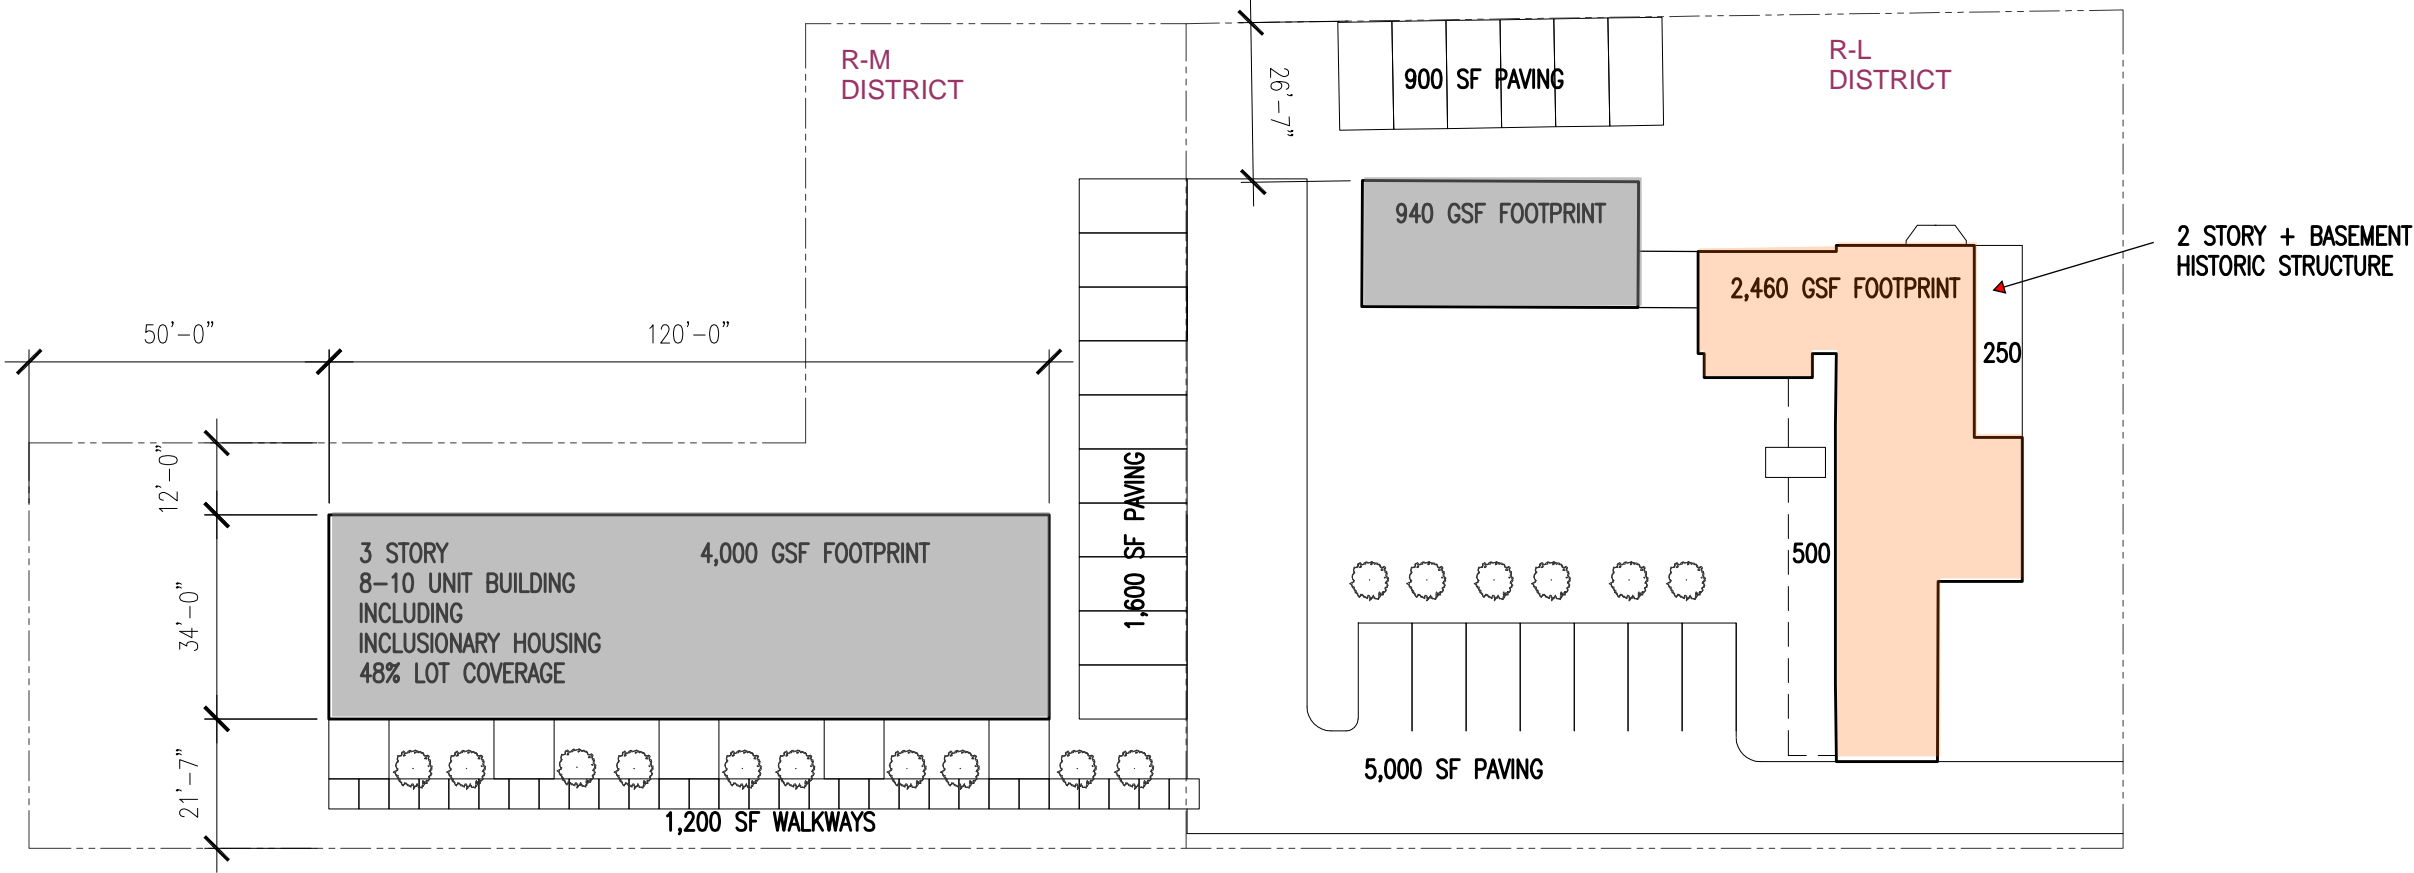 R-M
DISTRICT
R-L
DISTRICT
900 SF PAVING
26'-7"
940 GSF FOOTPRINT
2 STORY + BASEMENT
HISTORIC STRUCTURE
2,460 GSF FOOTPRINT
50'-0"
120'-0"
250
12'-0"
1,600 SF PAVING
3 STORY
8-10 UNIT BUILDING
INCLUDING
INCLUSIONARY HOUSING
48% LOT COVERAGE
4,000 GSF FOOTPRINT
500
34'-0"
21'-7"
5,000 SF PAVING
1,200 SF WALKWAYS